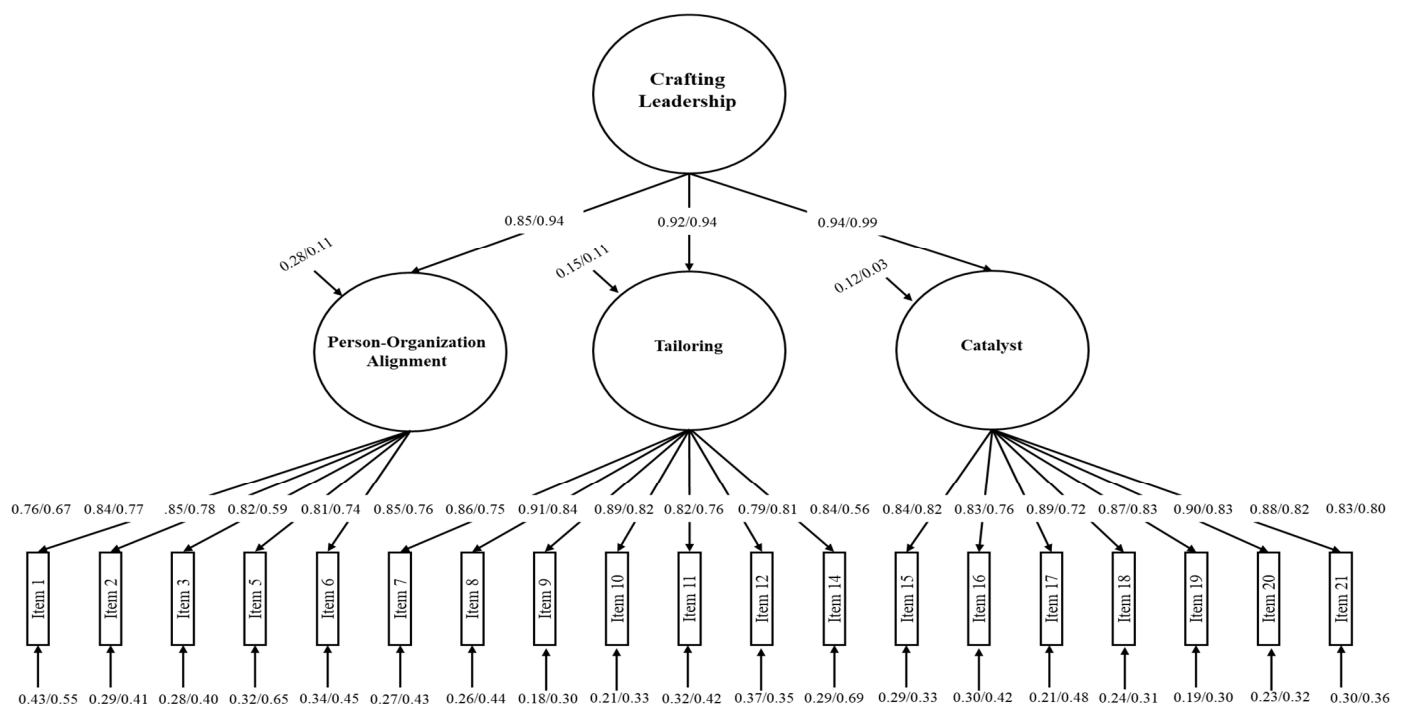 Crafting
Leadership
0.85/0.94
0.92/0.94
0.94/0.99
0.28/0.11
0.15/0.11
0.12/0.03
Person-Organization
Alignment
Tailoring
Catalyst
0.76/0.67 0.84/0.77 .85/0.78 0.82/0.59 0.81/0.74 0.85/0.76 0.86/0.75 0.91/0.84 0.89/0.82 0.82/0.76 0.79/0.81 0.84/0.56 0.84/0.82 0.83/0.76 0.89/0.72 0.87/0.83 0.90/0.83 0.88/0.82 0.83/0.80
Item 1
Item 2
Item 3
Item 5
Item 6
Item 7
Item 8
Item 9
Item 10
Item 11
Item 12
Item 14
Item 15
Item 16
Item 17
Item 18
Item 19
Item 20
Item 21
0.43/0.55 0.29/0.41 0.28/0.40 0.32/0.65 0.34/0.45 0.27/0.43 0.26/0.44 0.18/0.30 0.21/0.33 0.32/0.42 0.37/0.35 0.29/0.69 0.29/0.33 0.30/0.42 0.21/0.48 0.24/0.31 0.19/0.30 0.23/0.32 0.30/0.36